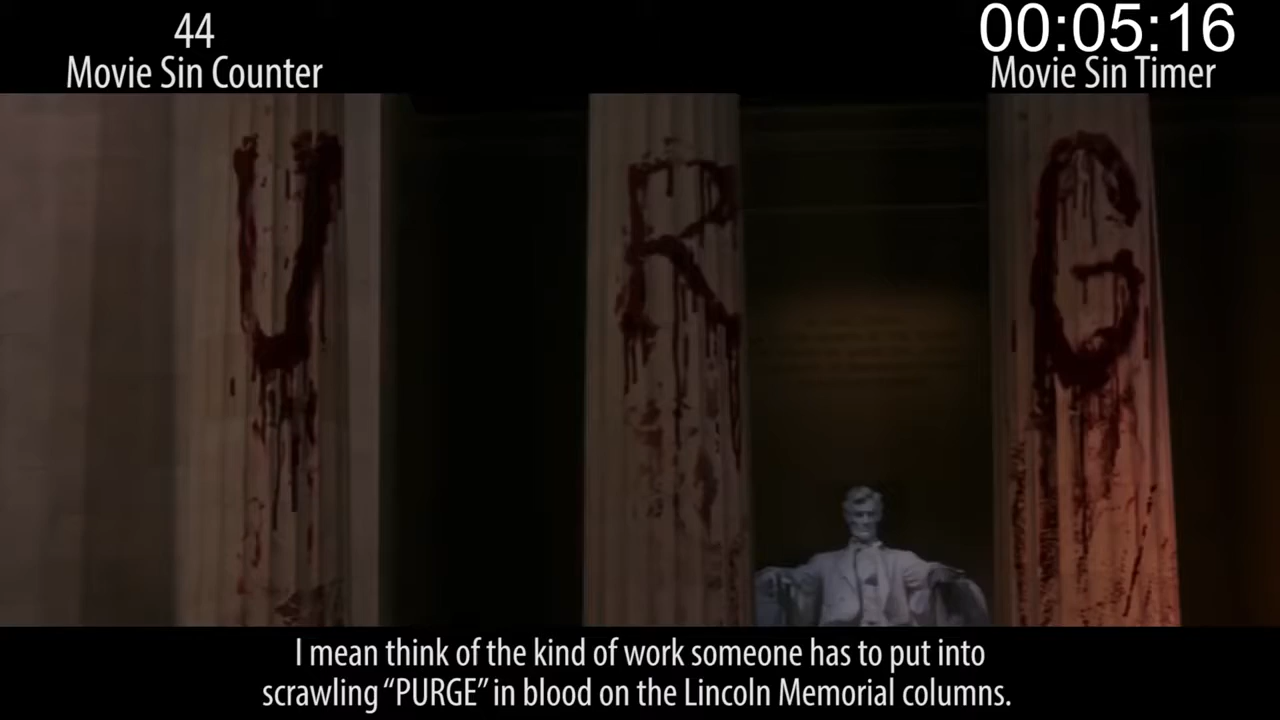 44
Movie Sin Counter
00:05:16
Movie Sin Timer
U R G
I mean think of the kind of work someone has to put into
scrawling “PURGE” in blood on the Lincoln Memorial columns.